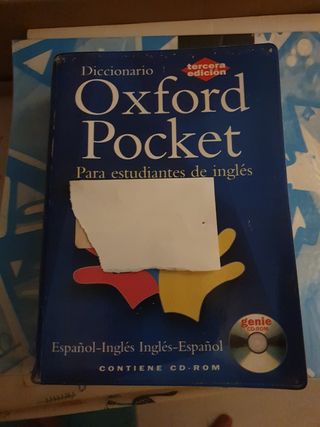 Diccionario
tercera
edición
Oxford
Pocket
Para estudiantes de inglés
Español-Inglés Inglés-Español
genie
CD-ROM
CONTIENE CD-ROM